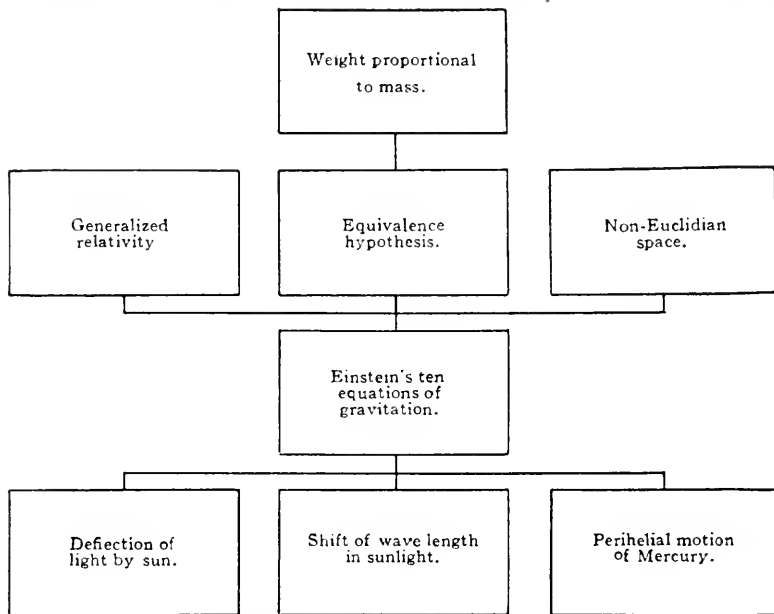 Weight proportional
to mass.
Generalized
relativity
Equivalence
hypothesis.
Non-Euclidian
space.
Einstein's ten
equations of
gravitation.
Deflection of
light by sun.
Shift of wave length
in sunlight.
Perihelial motion
of Mercury.